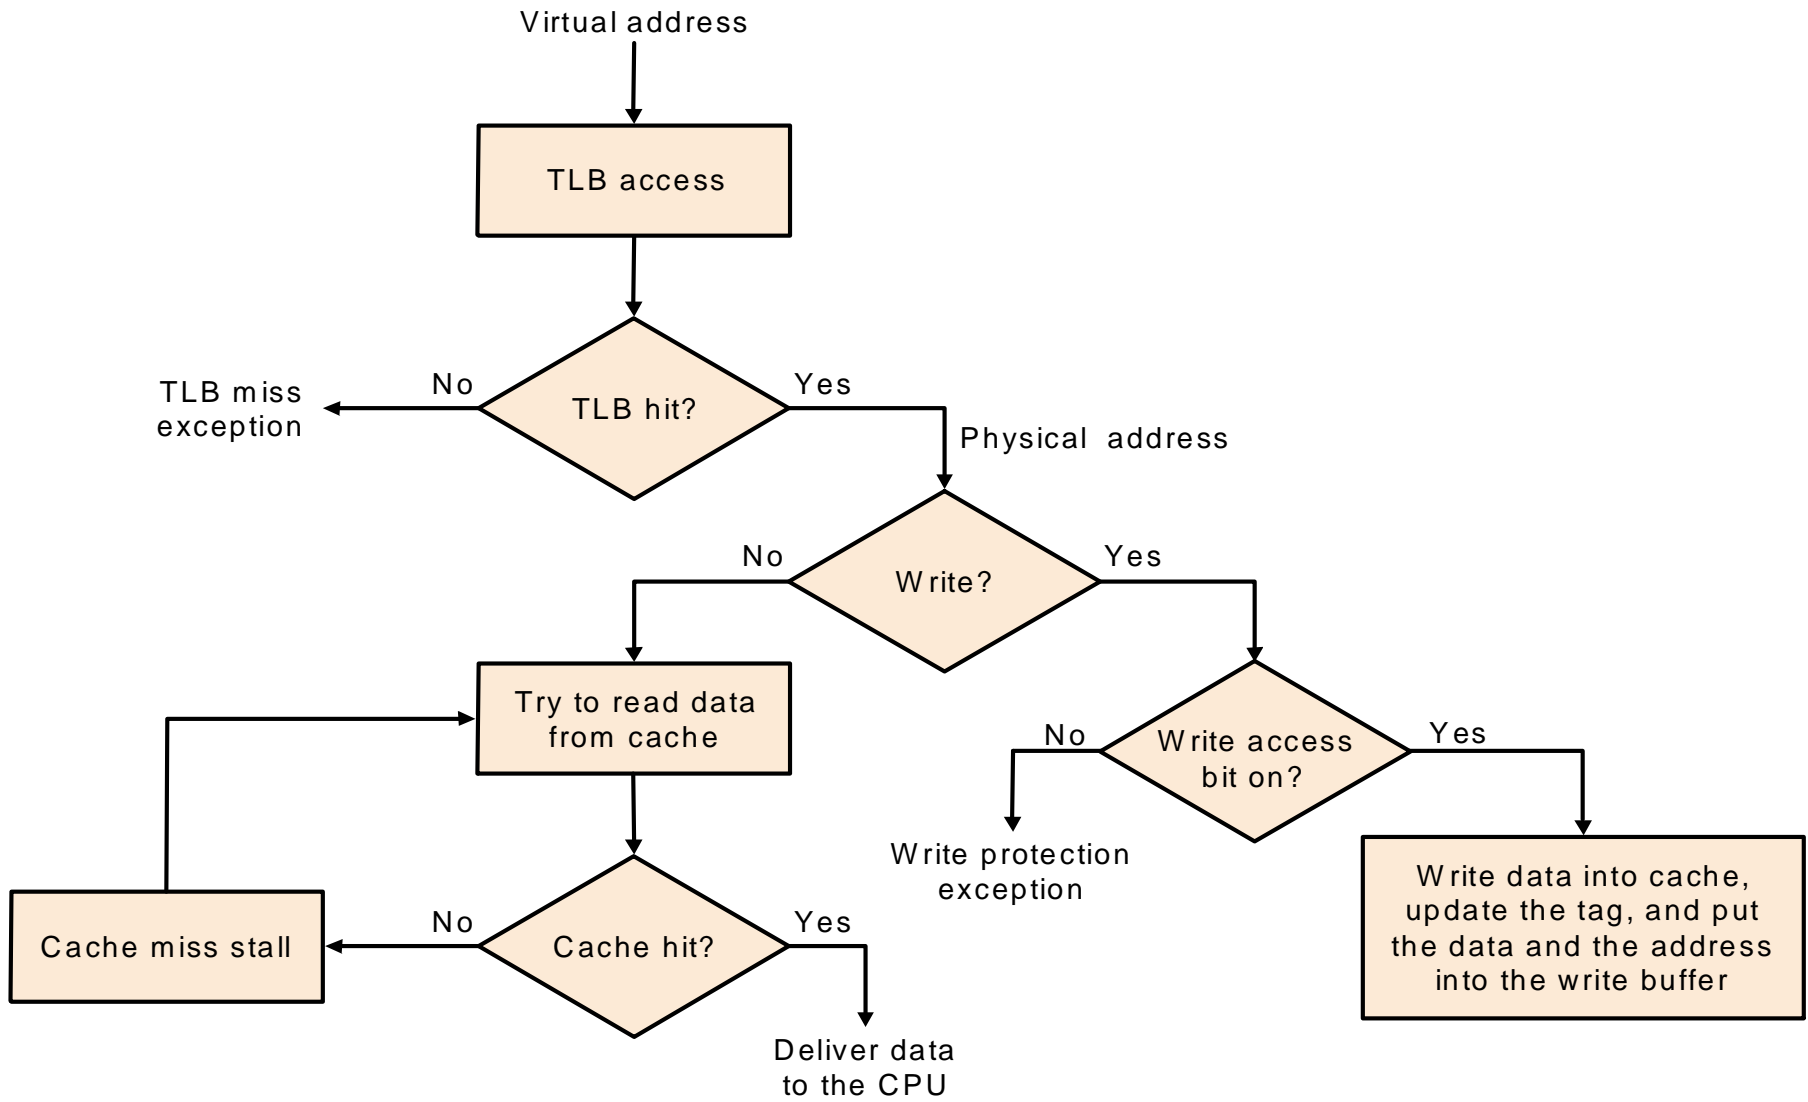 Virtual address
TLB access
No
Yes
TLB miss
exception
TLB hit?
Physical address
No
Yes
Write?
Try to read data
from cache
No
Yes
Write access
bit on?
Write protection
exception
Write data into cache,
update the tag, and put
the data and the address
into the write buffer
No
Yes
Cache miss stall
Cache hit?
Deliver data
to the CPU